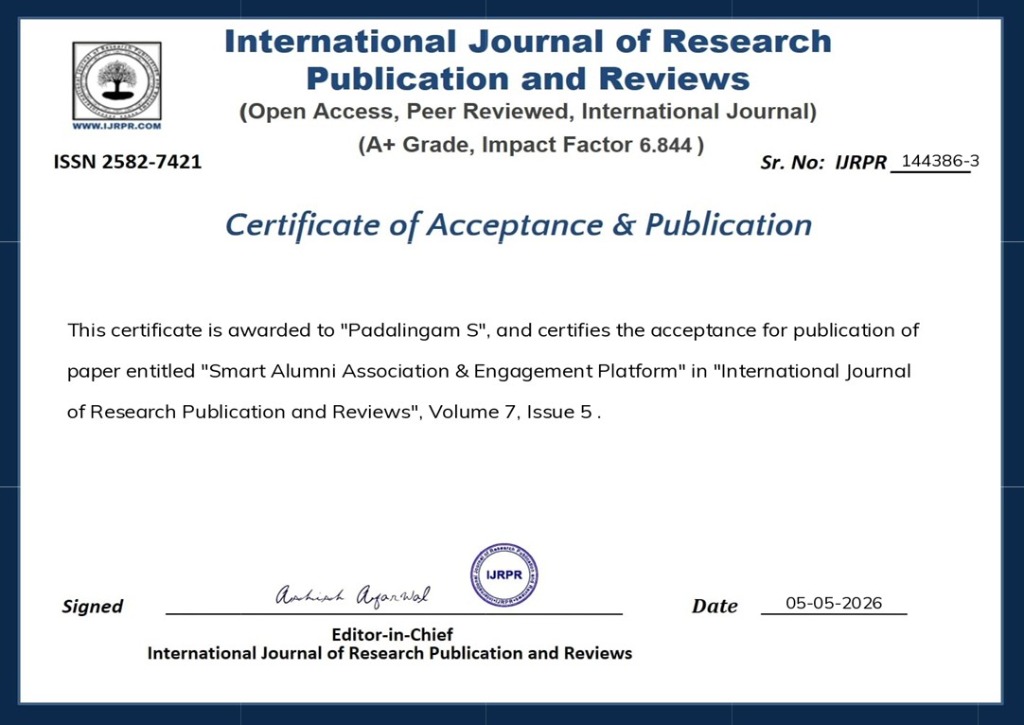 International Journal of Research
Publication and Reviews
(Open Access, Peer Reviewed, International Journal)
(A+ Grade, Impact Factor 6.844 )
WWW.IJRPR.COM
ISSN 2582-7421
Sr. No: IJRPR 144386-3
Certificate of Acceptance & Publication
This certificate is awarded to "Padalingam S", and certifies the acceptance for publication of
paper entitled "Smart Alumni Association & Engagement Platform" in "International Journal
of Research Publication and Reviews", Volume 7, Issue 5 .
IJRPR
Signed Ashish Agarwal
Date 05-05-2026
Editor-in-Chief
International Journal of Research Publication and Reviews